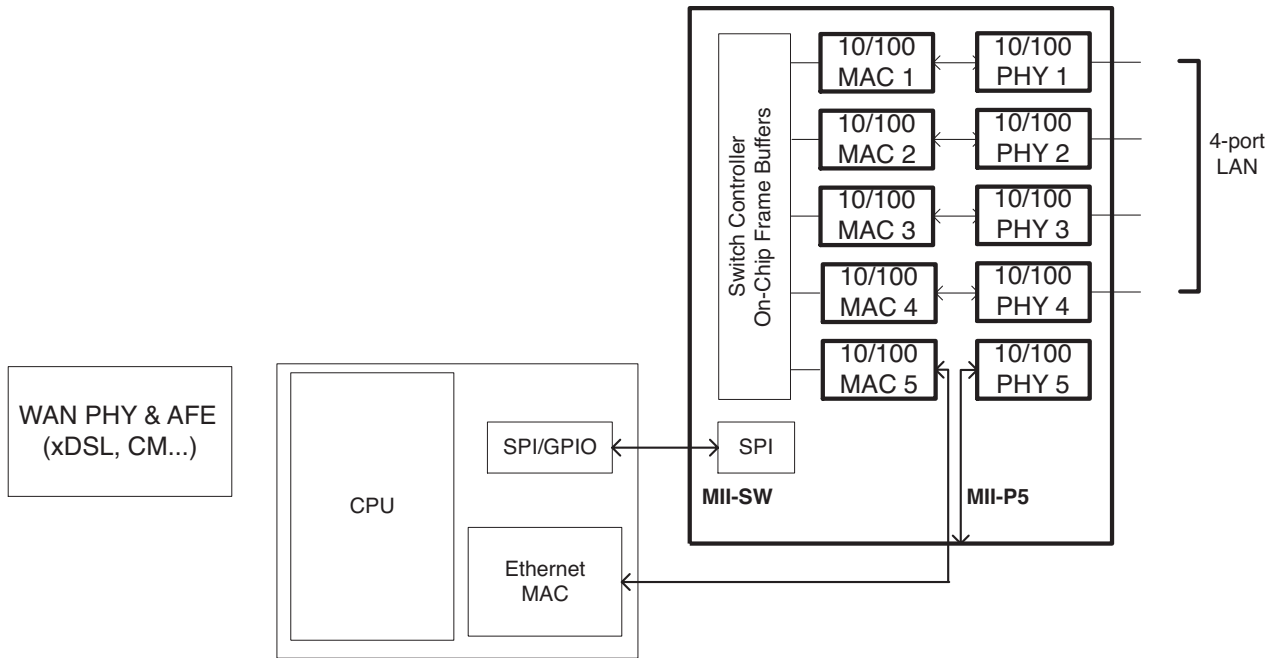 10/100
MAC 1
10/100
PHY 1
10/100
MAC 2
10/100
PHY 2
10/100
MAC 3
10/100
PHY 3
10/100
MAC 4
10/100
PHY 4
10/100
MAC 5
10/100
PHY 5
Switch Controller
On-Chip Frame Buffers
4-port
LAN
WAN PHY & AFE
(xDSL, CM...)
CPU
SPI/GPIO
SPI
MII-SW
MII-P5
Ethernet
MAC